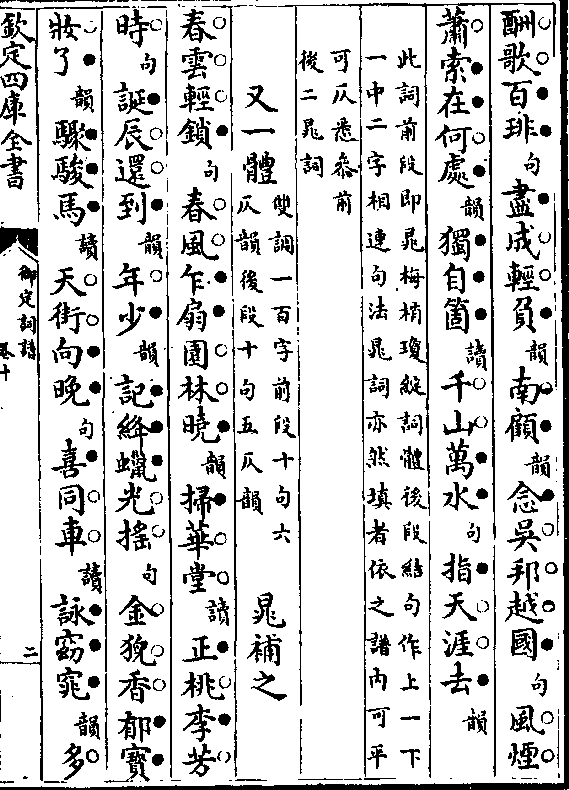 酬歌百琲句盡成輕負韻南顧韻念吳邦越國句風煙
蕭索在何處韻獨自箇讀千山萬水句指天涯去韻
此詞前段即晁梅梢瓊綻詞體後段結句作上一下
一中二字相連句法晁詞亦然填者依之譜內可平
可仄悉參前
後二晁詞
又一體雙調一百字前段十句六
仄韻後段十句五仄韻晁補之
春雲輕鎖句春風乍扇園林曉韻掃華堂讀正桃李芳
時句誕辰還到韻年少韻記絳蠟光搖句金猊香郁寶
妝了韻驟駿馬讀天街向晚句喜同車讀詠窈窕韻多
欽定四庫全書
御定詞譜
卷十
二